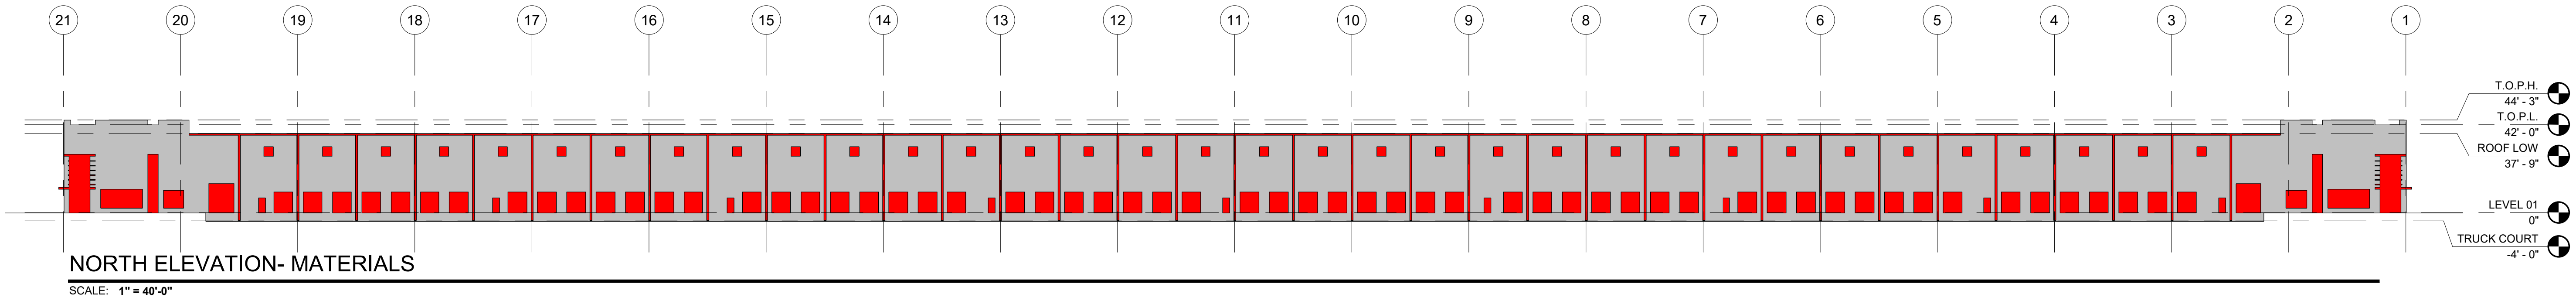 21 20 19 18 17 16 15 14 13 12 11 10 9 8 7 6 5 4 3 2 1
T.O.P.H.
44' - 3"
T.O.P.L.
42' - 0"
ROOF LOW
37' - 9"
LEVEL 01
0"
TRUCK COURT
-4' - 0"
NORTH ELEVATION- MATERIALS
SCALE: 1" = 40'-0"